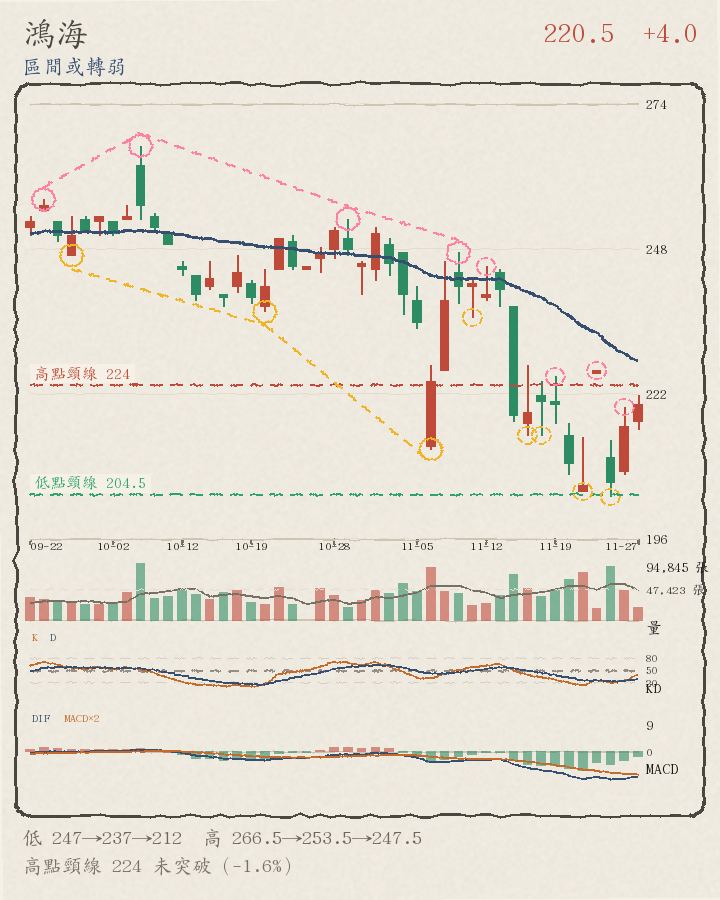 鴻海
220.5 +4.0
區間或轉弱
274
248
高點頸線 224
222
低點頸線 204.5
196
09-22 10-02 10-12 10-19 10-28 11-05 11-12 11-19 11-27
94,845 張
47,423 張
量
K D
80
50
20
KD
DIF MACD×2
9
0
MACD
低 247→237→212 高 266.5→253.5→247.5
高點頸線 224 未突破 (-1.6%)